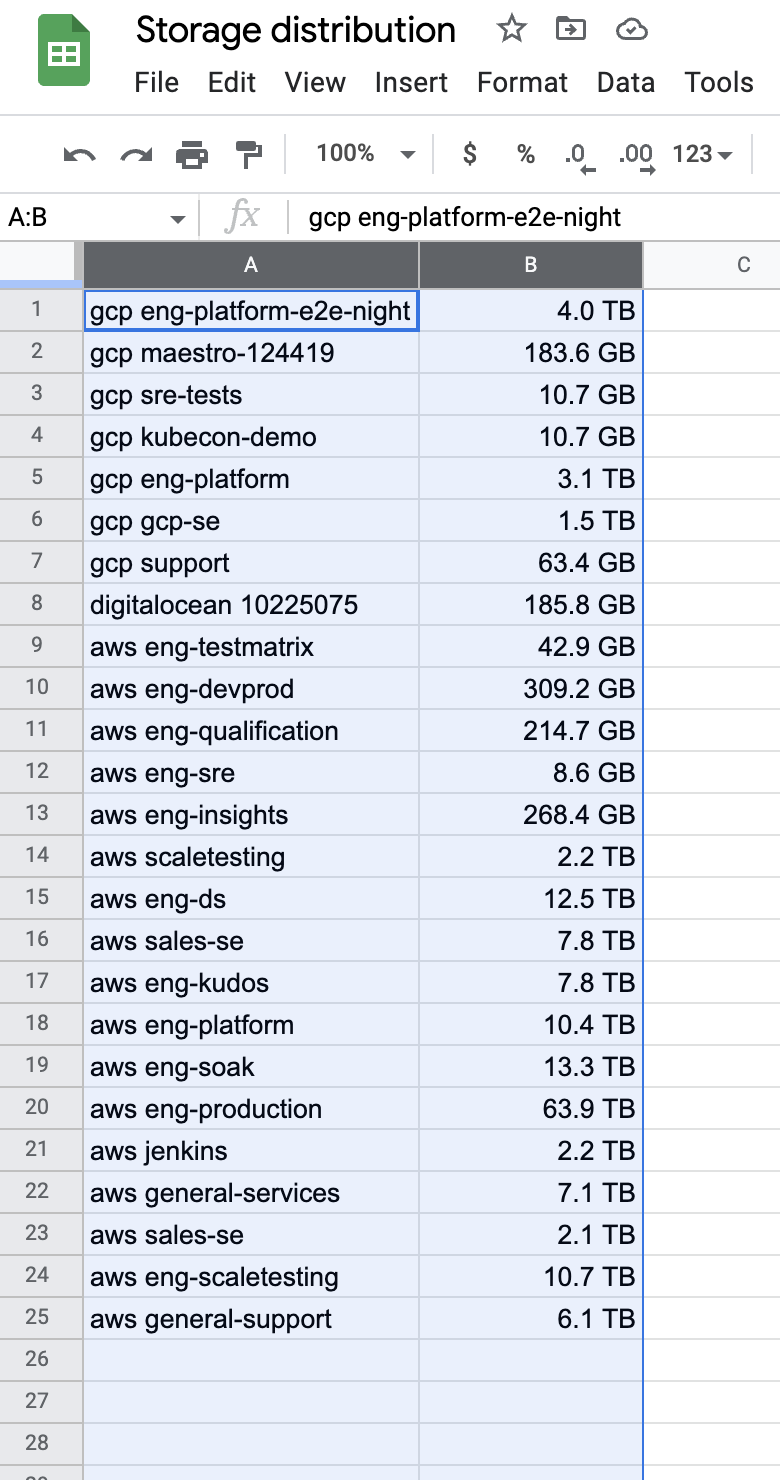 Storage distribution
File Edit View Insert Format Data Tools
100% $ % .0 .00 123
A:B fx gcp eng-platform-e2e-night
A B C
1 gcp eng-platform-e2e-night 4.0 TB
2 gcp maestro-124419 183.6 GB
3 gcp sre-tests 10.7 GB
4 gcp kubecon-demo 10.7 GB
5 gcp eng-platform 3.1 TB
6 gcp gcp-se 1.5 TB
7 gcp support 63.4 GB
8 digitalocean 10225075 185.8 GB
9 aws eng-testmatrix 42.9 GB
10 aws eng-devprod 309.2 GB
11 aws eng-qualification 214.7 GB
12 aws eng-sre 8.6 GB
13 aws eng-insights 268.4 GB
14 aws scaletesting 2.2 TB
15 aws eng-ds 12.5 TB
16 aws sales-se 7.8 TB
17 aws eng-kudos 7.8 TB
18 aws eng-platform 10.4 TB
19 aws eng-soak 13.3 TB
20 aws eng-production 63.9 TB
21 aws jenkins 2.2 TB
22 aws general-services 7.1 TB
23 aws sales-se 2.1 TB
24 aws eng-scaletesting 10.7 TB
25 aws general-support 6.1 TB
26
27
28